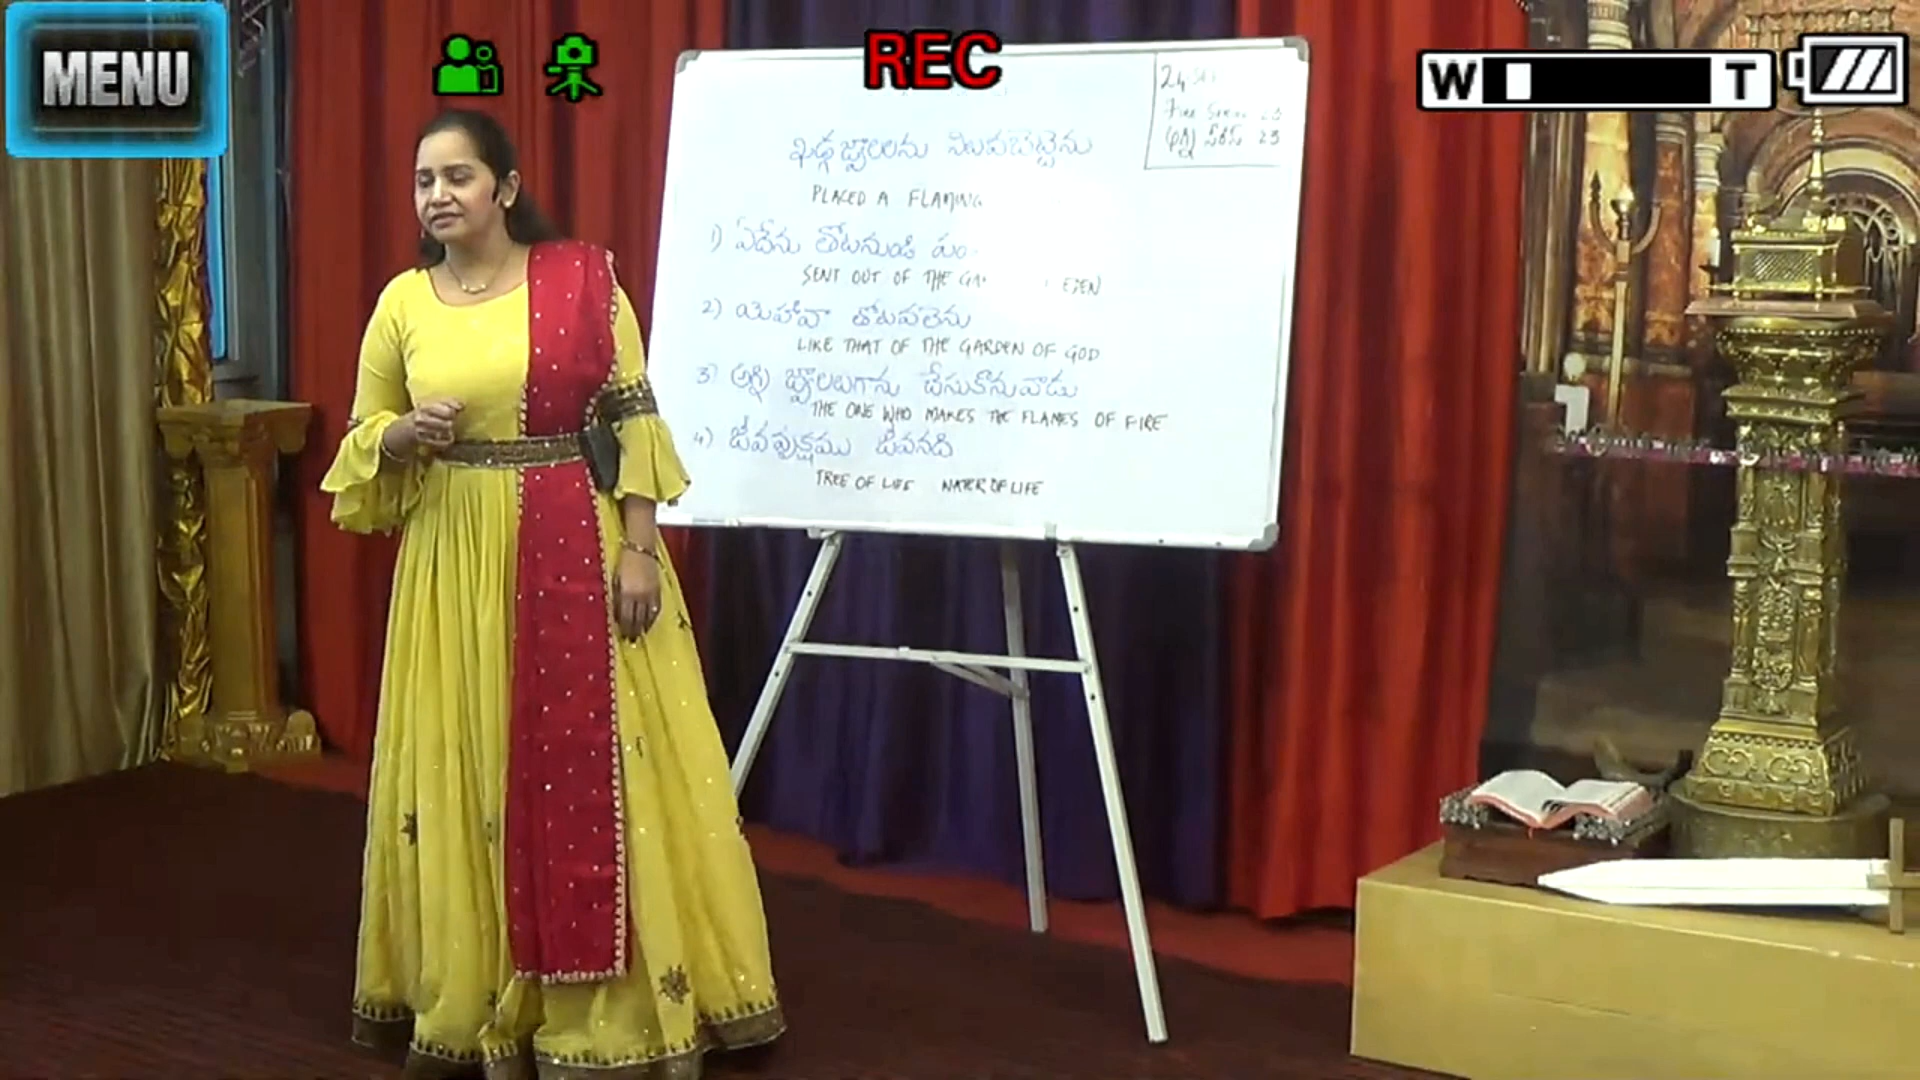 MENU
REC
W T
24
ఖడ్గ జ్వాలను నిలువబెట్టెను
PLACED A FLAMING
1) ఏదేను తోటనుండి పం
SENT OUT OF THE GA EDEN
2) యెహోవా తోటవలెను
LIKE THAT OF THE GARDEN OF GOD
3) అగ్ని జ్వాలలుగాను చేసుకొనువాడు
THE ONE WHO MAKES THE FLAMES OF FIRE
4) జీవవృక్షము జీవనది
TREE OF LIFE WATER OF LIFE